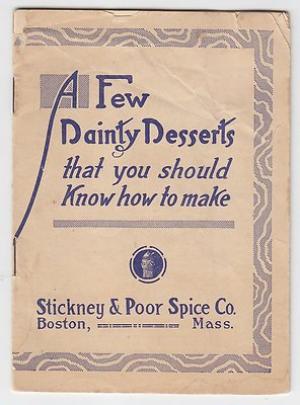 A Few
Dainty Desserts
that you should
Know how to make
Stickney & Poor Spice Co.
Boston, Mass.